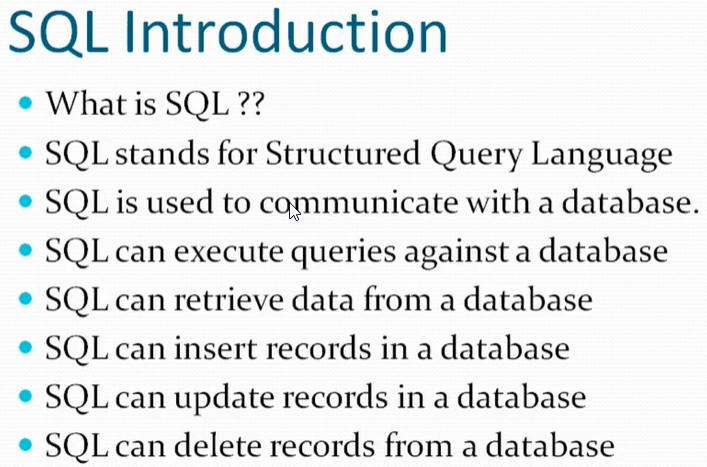 SQL Introduction
What is SQL ??
SQL stands for Structured Query Language
SQL is used to communicate with a database.
SQL can execute queries against a database
SQL can retrieve data from a database
SQL can insert records in a database
SQL can update records in a database
SQL can delete records from a database